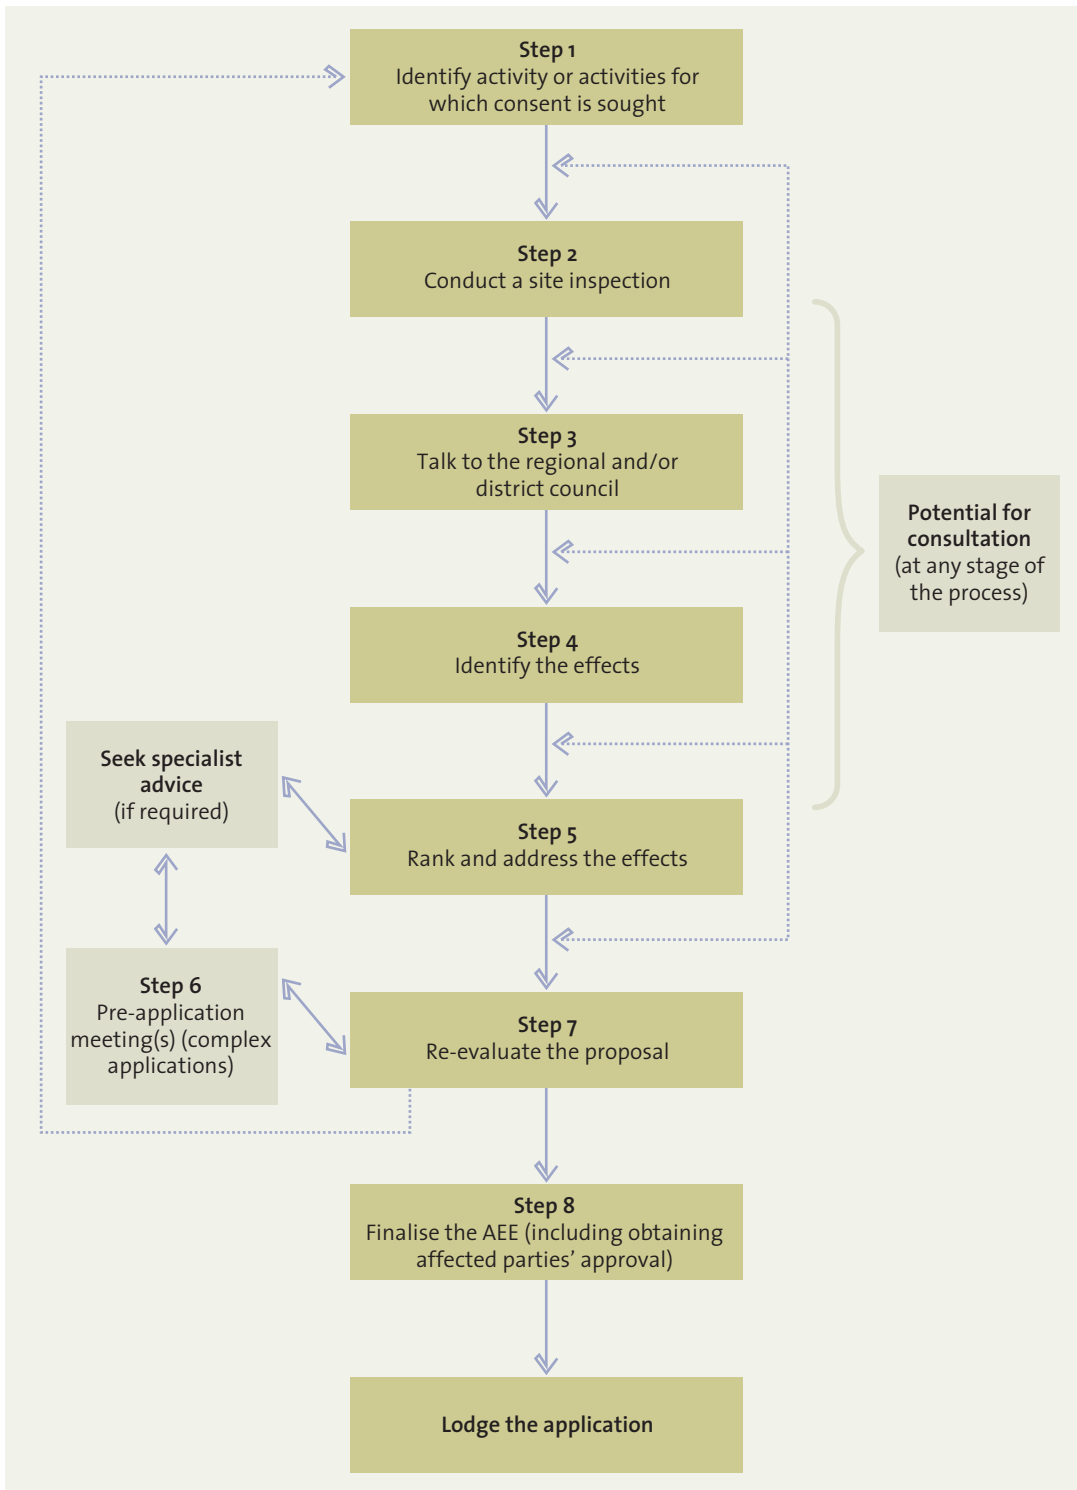 Step 1
Identify activity or activities for
which consent is sought
Step 2
Conduct a site inspection
Step 3
Talk to the regional and/or
district council
Potential for
consultation
(at any stage of
the process)
Step 4
Identify the effects
Seek specialist
advice
(if required)
Step 5
Rank and address the effects
Step 6
Pre-application
meeting(s) (complex
applications)
Step 7
Re-evaluate the proposal
Step 8
Finalise the AEE (including obtaining
affected parties’ approval)
Lodge the application